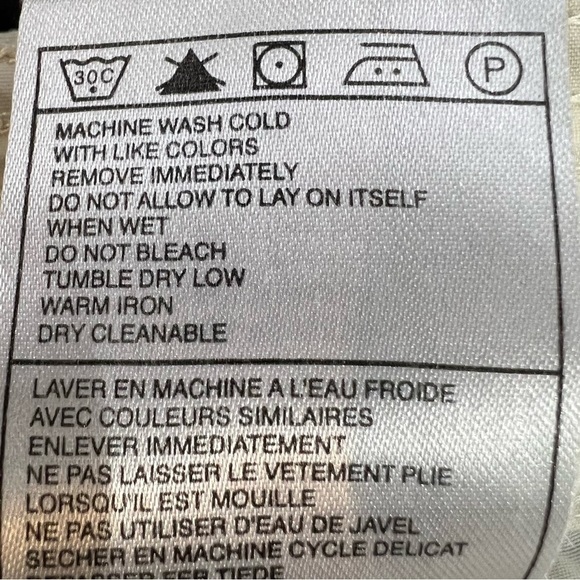 30C P
MACHINE WASH COLD
WITH LIKE COLORS
REMOVE IMMEDIATELY
DO NOT ALLOW TO LAY ON ITSELF
WHEN WET
DO NOT BLEACH
TUMBLE DRY LOW
WARM IRON
DRY CLEANABLE
LAVER EN MACHINE A L'EAU FROIDE
AVEC COULEURS SIMILAIRES
ENLEVER IMMEDIATEMENT
NE PAS LAISSER LE VETEMENT PLIE
LORSQU'IL EST MOUILLE
NE PAS UTILISER D'EAU DE JAVEL
SECHER EN MACHINE CYCLE DELICAT
REPASSER FER TIEDE